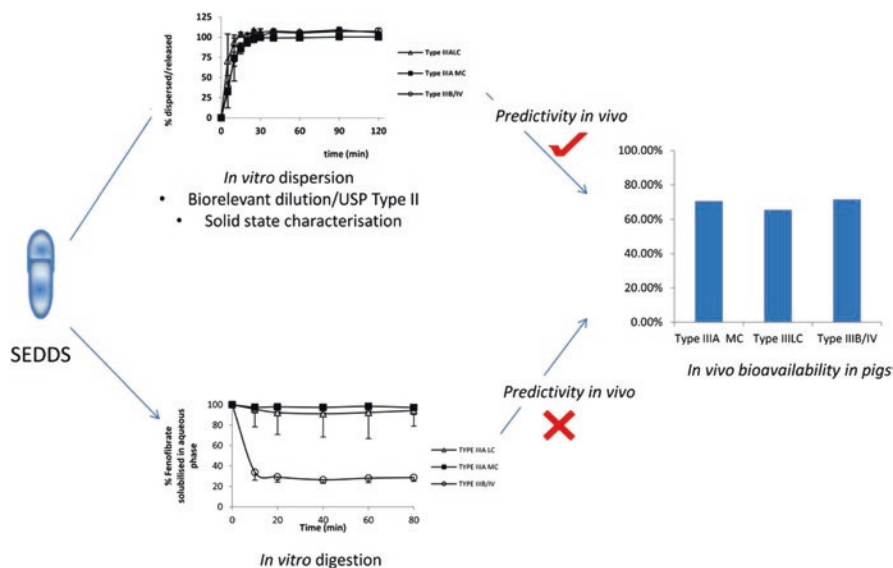 % dispersed/released
125
100
75
50
25
0
0 30 60 90 120
time (min)
Type IIIALC
Type IIIA MC
Type IIIB/IV
In vitro dispersion
• Biorelevant dilution/USP Type II
• Solid state characterisation
Predictivity in vivo
SEDDS
100.00%
80.00%
60.00%
40.00%
20.00%
0.00%
Type IIIA MC Type IIILC Type IIIB/IV
In vivo bioavailability in pigs
Predictivity in vivo
% Fenofibrate
solubilised in aqueous
phase
100
80
60
40
20
0
0 20 40 60 80
Time (min)
TYPE IIIA LC
TYPE IIIA MC
TYPE IIIB/IV
In vitro digestion